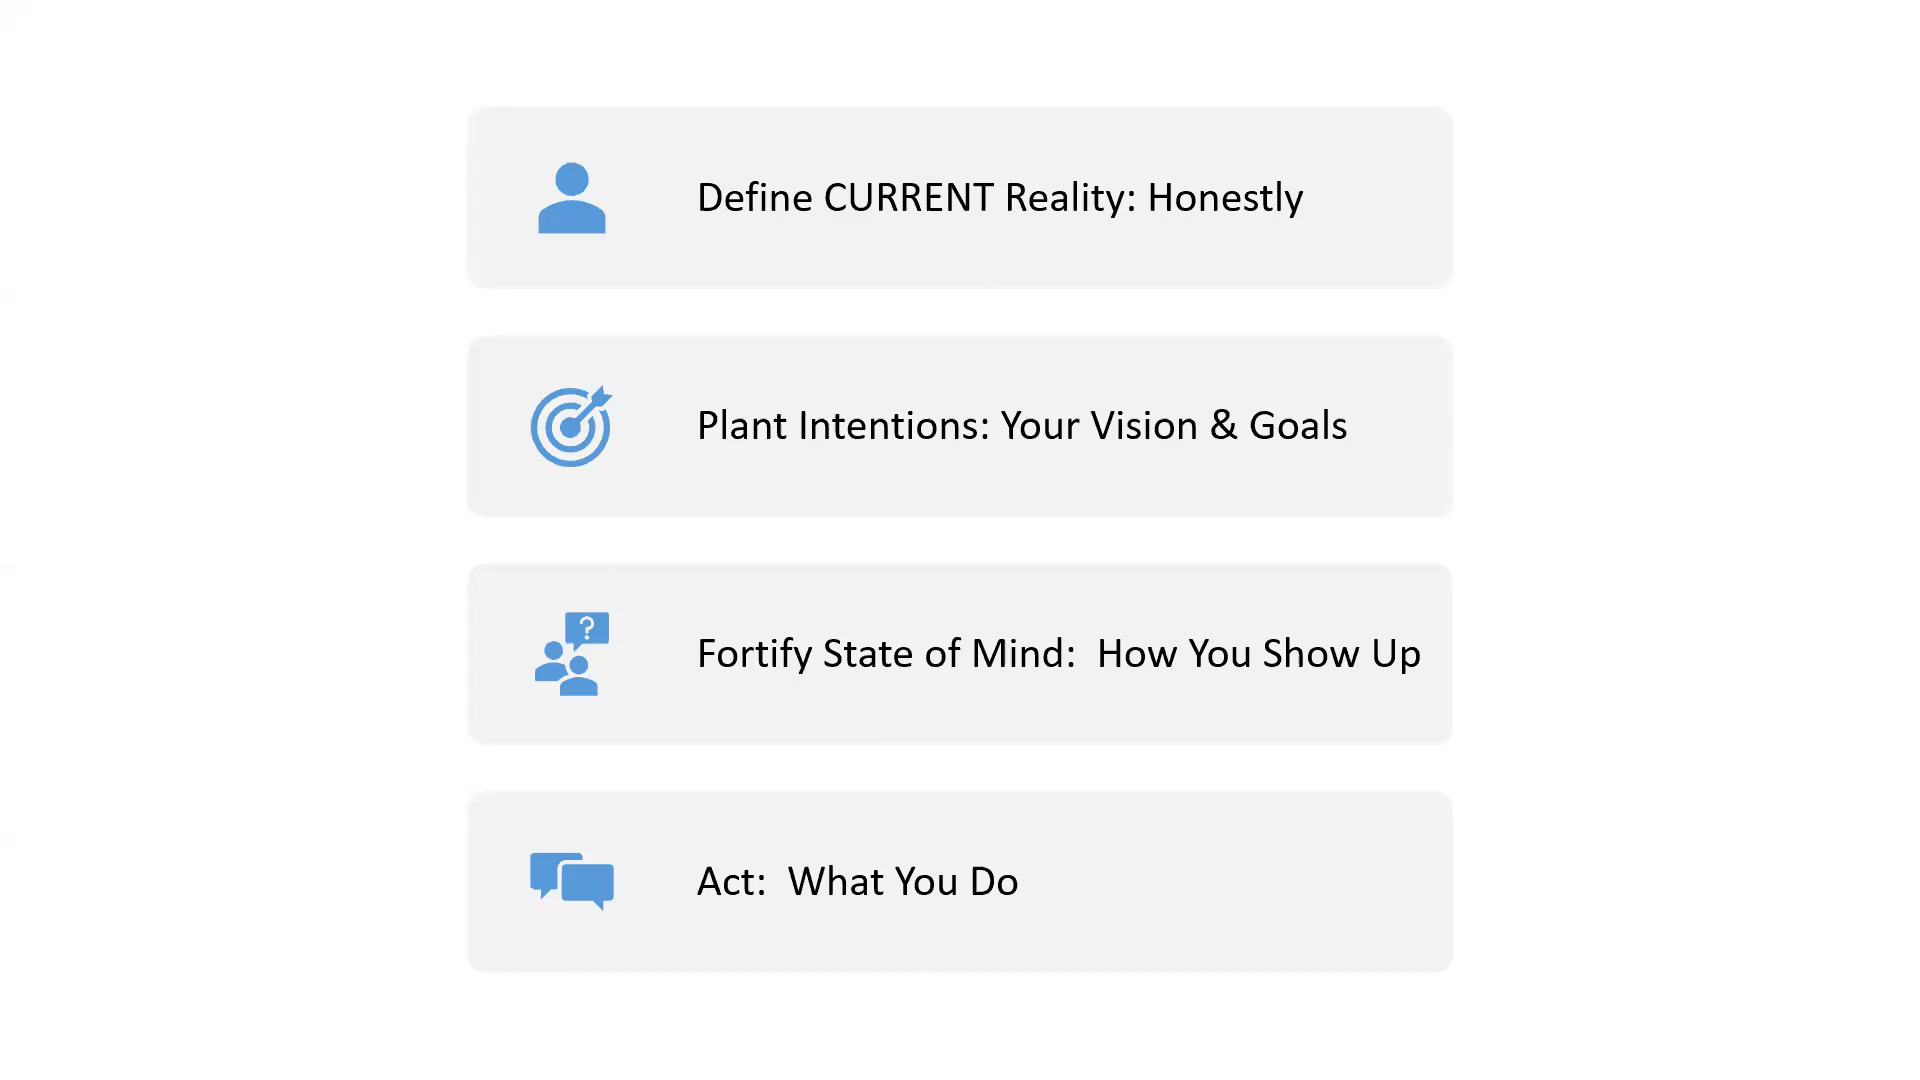 Define CURRENT Reality: Honestly
Plant Intentions: Your Vision & Goals
?
Fortify State of Mind:  How You Show Up
Act:  What You Do